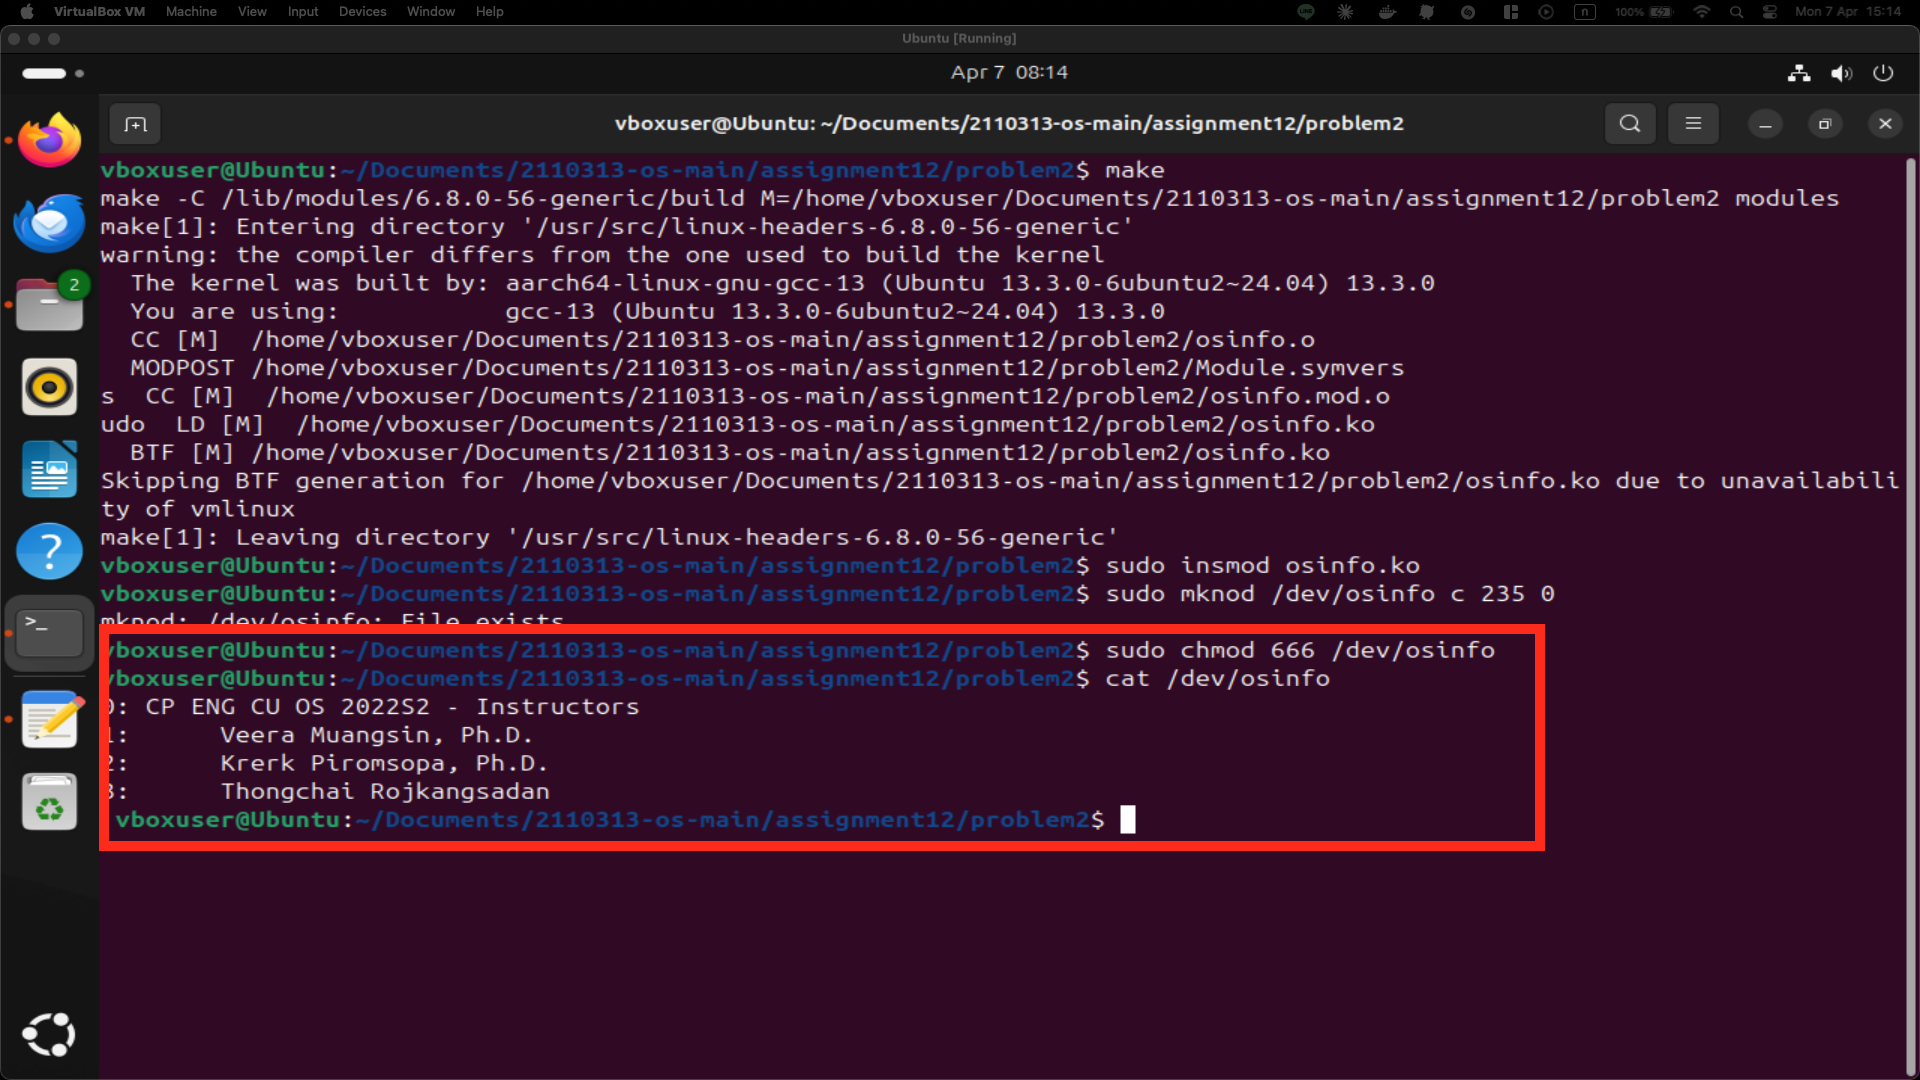 VirtualBox VM Machine View Input Devices Window Help n 100% Mon 7 Apr 15:14
Ubuntu [Running]
Apr 7 08:14
vboxuser@Ubuntu: ~/Documents/2110313-os-main/assignment12/problem2
vboxuser@Ubuntu:~/Documents/2110313-os-main/assignment12/problem2$ make
make -C /lib/modules/6.8.0-56-generic/build M=/home/vboxuser/Documents/2110313-os-main/assignment12/problem2 modules
make[1]: Entering directory '/usr/src/linux-headers-6.8.0-56-generic'
warning: the compiler differs from the one used to build the kernel
  The kernel was built by: aarch64-linux-gnu-gcc-13 (Ubuntu 13.3.0-6ubuntu2~24.04) 13.3.0
  You are using:           gcc-13 (Ubuntu 13.3.0-6ubuntu2~24.04) 13.3.0
  CC [M]  /home/vboxuser/Documents/2110313-os-main/assignment12/problem2/osinfo.o
  MODPOST /home/vboxuser/Documents/2110313-os-main/assignment12/problem2/Module.symvers
s  CC [M]  /home/vboxuser/Documents/2110313-os-main/assignment12/problem2/osinfo.mod.o
udo  LD [M]  /home/vboxuser/Documents/2110313-os-main/assignment12/problem2/osinfo.ko
  BTF [M] /home/vboxuser/Documents/2110313-os-main/assignment12/problem2/osinfo.ko
Skipping BTF generation for /home/vboxuser/Documents/2110313-os-main/assignment12/problem2/osinfo.ko due to unavailabili
ty of vmlinux
make[1]: Leaving directory '/usr/src/linux-headers-6.8.0-56-generic'
vboxuser@Ubuntu:~/Documents/2110313-os-main/assignment12/problem2$ sudo insmod osinfo.ko
vboxuser@Ubuntu:~/Documents/2110313-os-main/assignment12/problem2$ sudo mknod /dev/osinfo c 235 0
mknod: /dev/osinfo: File exists
vboxuser@Ubuntu:~/Documents/2110313-os-main/assignment12/problem2$ sudo chmod 666 /dev/osinfo
vboxuser@Ubuntu:~/Documents/2110313-os-main/assignment12/problem2$ cat /dev/osinfo
0: CP ENG CU OS 2022S2 - Instructors
1:      Veera Muangsin, Ph.D.
2:      Krerk Piromsopa, Ph.D.
3:      Thongchai Rojkangsadan
vboxuser@Ubuntu:~/Documents/2110313-os-main/assignment12/problem2$
2